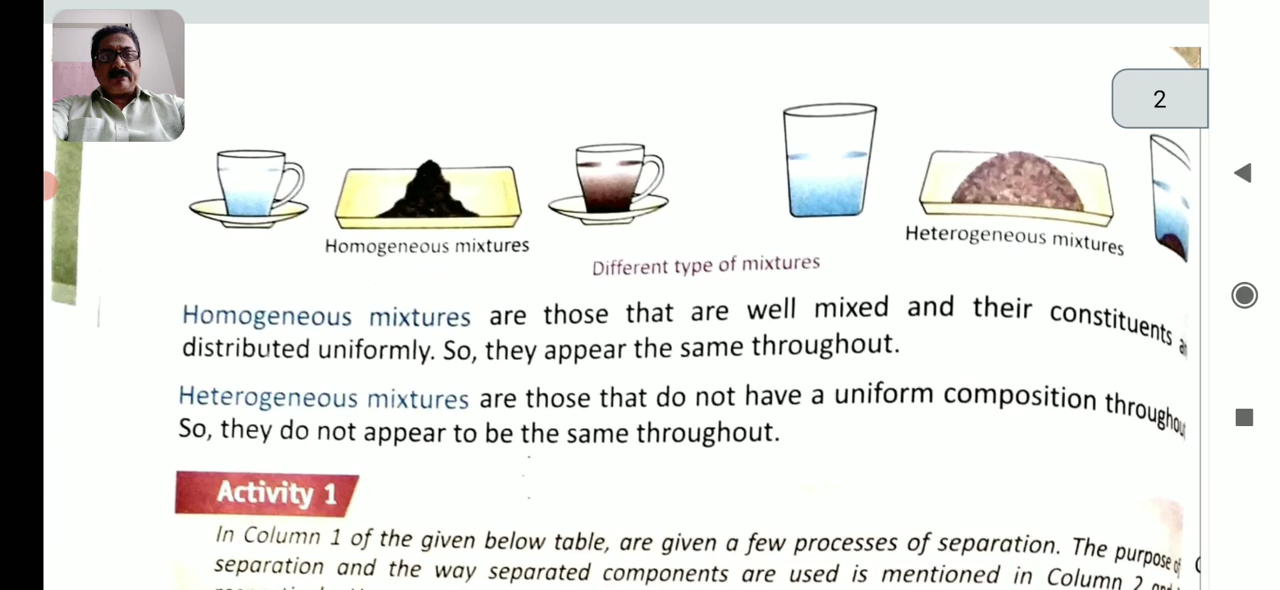 2
Homogeneous mixtures
Heterogeneous mixtures
Different type of mixtures
Homogeneous mixtures are those that are well mixed and their constituents
distributed uniformly. So, they appear the same throughout.
Heterogeneous mixtures are those that do not have a uniform composition
So, they do not appear to be the same throughout.
Activity 1
In Column 1 of the given below table, are given a few processes of separation. The purpose of
separation and the way separated components are used is mentioned in Column 2